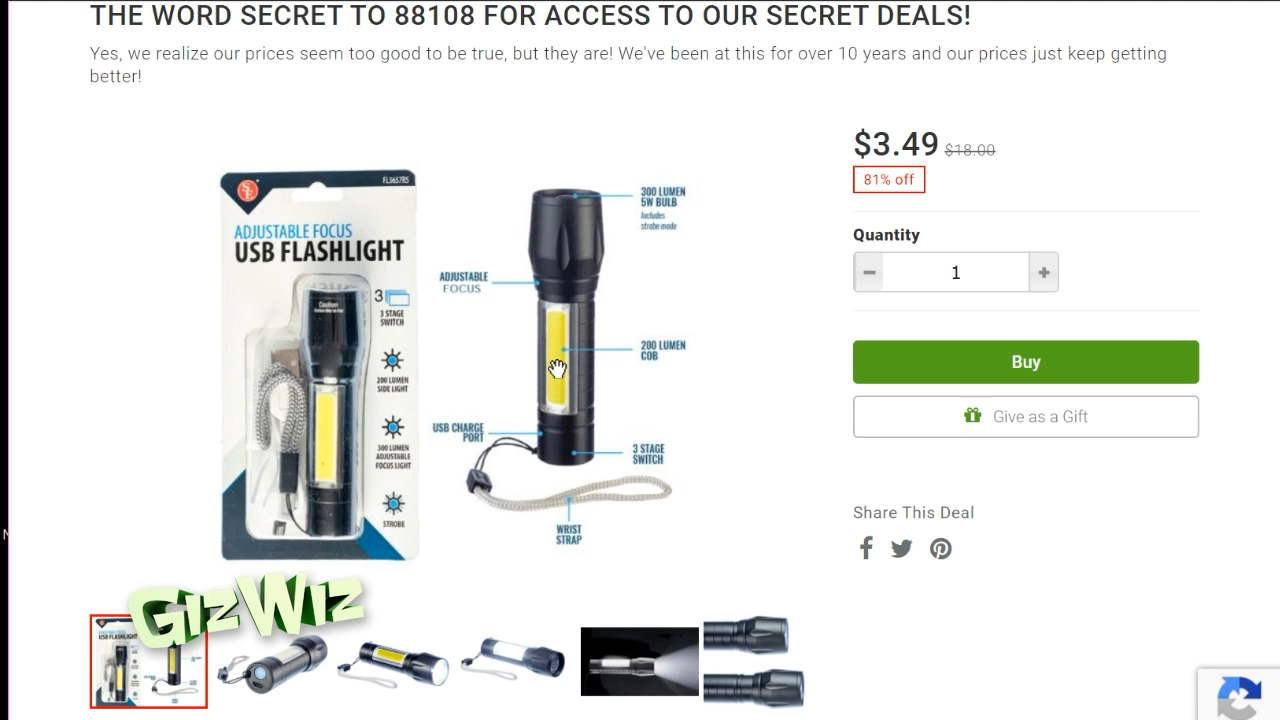 THE WORD SECRET TO 88108 FOR ACCESS TO OUR SECRET DEALS!
Yes, we realize our prices seem too good to be true, but they are! We've been at this for over 10 years and our prices just keep getting
better!
$3.49 $18.00
81% off
Quantity
1
Buy
Give as a Gift
Share This Deal
FL3657RS
SE
ADJUSTABLE FOCUS
USB FLASHLIGHT
Caution
3
3 STAGE
SWITCH
200 LUMEN
SIDE LIGHT
300 LUMEN
ADJUSTABLE
FOCUS LIGHT
STROBE
300 LUMEN
5W BULB
Includes
strobe mode
ADJUSTABLE
FOCUS
200 LUMEN
COB
USB CHARGE
PORT
3 STAGE
SWITCH
WRIST
STRAP
GIZWIZ
USB FLASHLIGHT